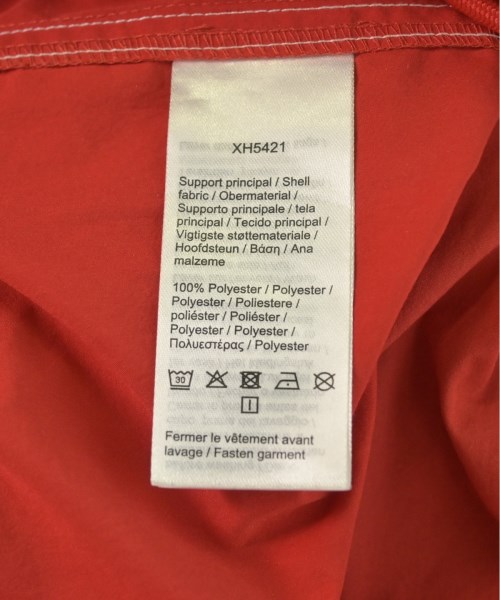 XH5421
Support principal / Shell
fabric / Obermaterial /
Supporto principale / tela
principal / Tecido principal /
Vigtigste støttemateriale /
Hoofdsteun / Βάση / Ana
malzeme
100% Polyester / Polyester /
Polyester / Poliestere /
poliéster / Poliéster /
Polyester / Polyester /
Πολυεστέρας / Polyester
30
Fermer le vêtement avant
lavage / Fasten garment